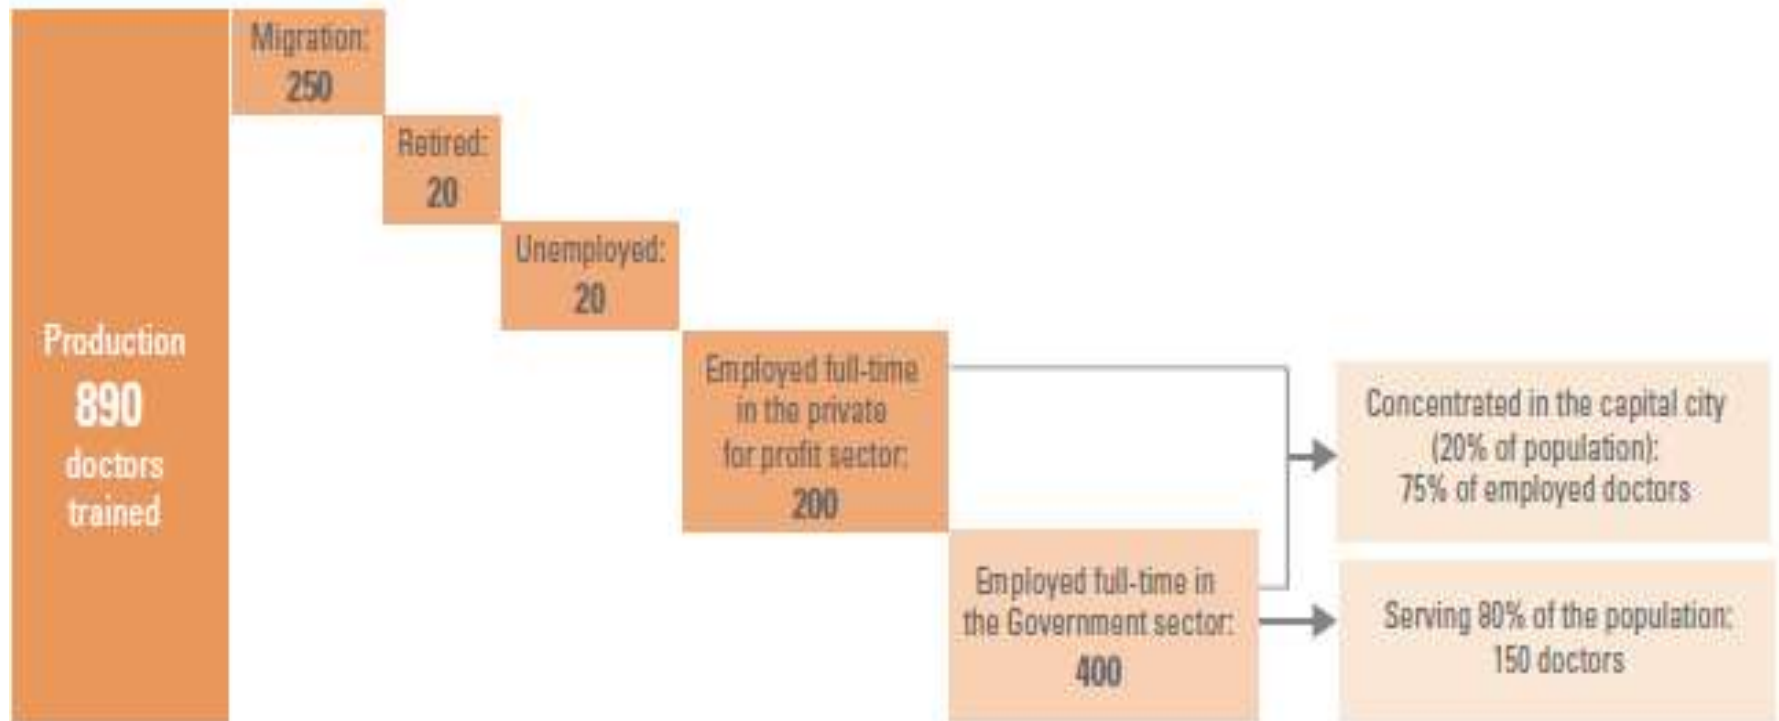 Production
890
doctors
trained
Migration:
250
Retired:
20
Unemployed:
20
Employed full-time
in the private
for profit sector:
200
Employed full-time in
the Government sector:
400
Concentrated in the capital city
(20% of population):
75% of employed doctors
Serving 80% of the population:
150 doctors